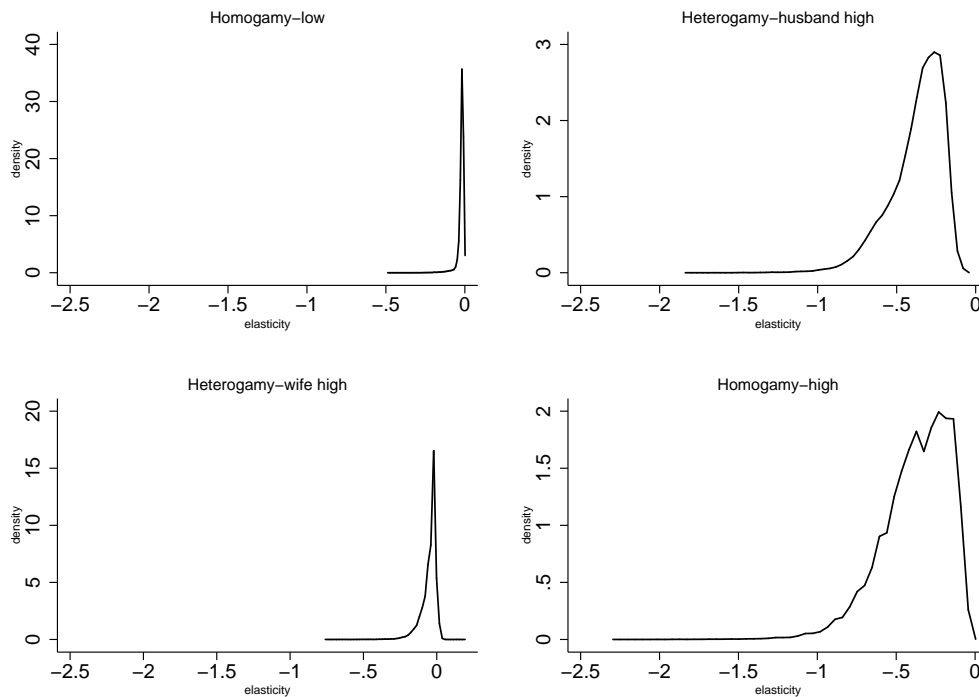 Homogamy−low
40
30
20
10
0
density
−2.5 −2 −1.5 −1 −.5 0
elasticity
Heterogamy−husband high
3
2
1
0
density
−2.5 −2 −1.5 −1 −.5 0
elasticity
Heterogamy−wife high
20
15
10
5
0
density
−2.5 −2 −1.5 −1 −.5 0
elasticity
Homogamy−high
2
1.5
1
.5
0
density
−2.5 −2 −1.5 −1 −.5 0
elasticity